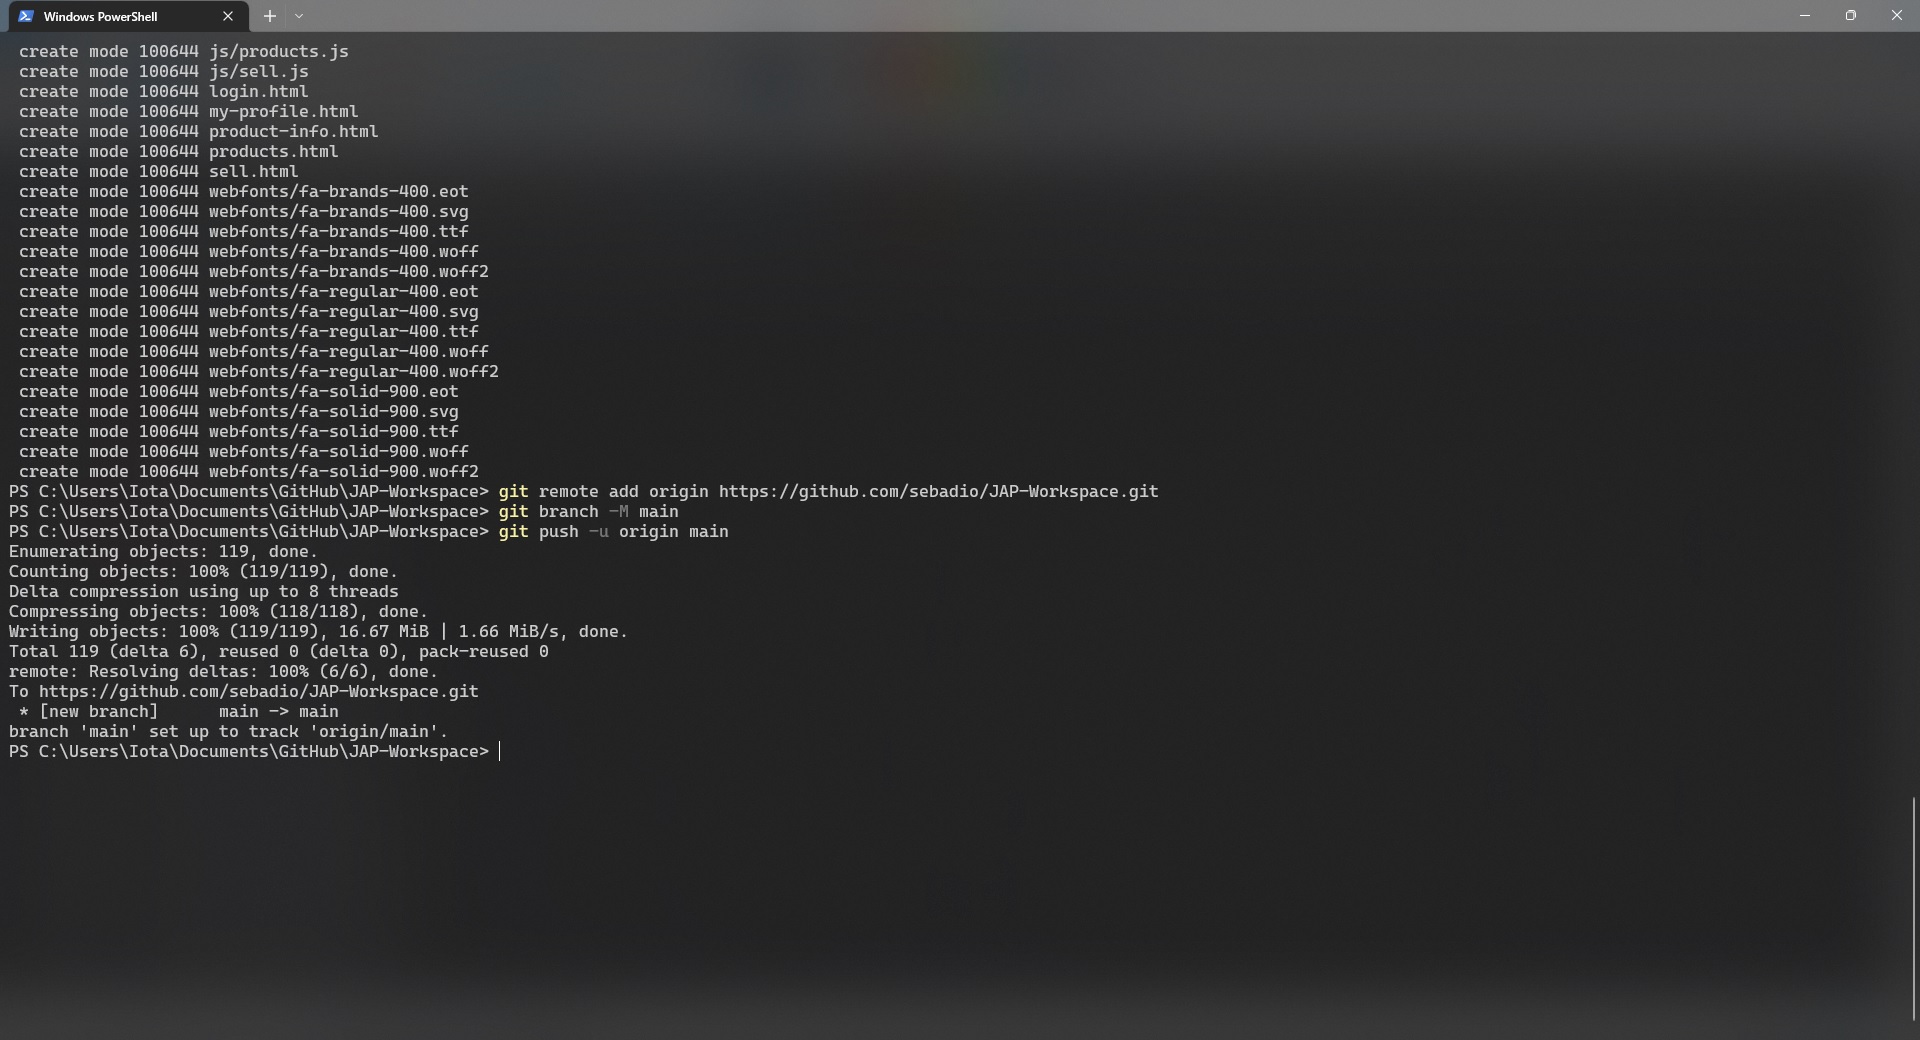 Windows PowerShell
create mode 100644 js/products.js
create mode 100644 js/sell.js
create mode 100644 login.html
create mode 100644 my-profile.html
create mode 100644 product-info.html
create mode 100644 products.html
create mode 100644 sell.html
create mode 100644 webfonts/fa-brands-400.eot
create mode 100644 webfonts/fa-brands-400.svg
create mode 100644 webfonts/fa-brands-400.ttf
create mode 100644 webfonts/fa-brands-400.woff
create mode 100644 webfonts/fa-brands-400.woff2
create mode 100644 webfonts/fa-regular-400.eot
create mode 100644 webfonts/fa-regular-400.svg
create mode 100644 webfonts/fa-regular-400.ttf
create mode 100644 webfonts/fa-regular-400.woff
create mode 100644 webfonts/fa-regular-400.woff2
create mode 100644 webfonts/fa-solid-900.eot
create mode 100644 webfonts/fa-solid-900.svg
create mode 100644 webfonts/fa-solid-900.ttf
create mode 100644 webfonts/fa-solid-900.woff
create mode 100644 webfonts/fa-solid-900.woff2
PS C:\Users\Iota\Documents\GitHub\JAP-Workspace> git remote add origin https://github.com/sebadio/JAP-Workspace.git
PS C:\Users\Iota\Documents\GitHub\JAP-Workspace> git branch -M main
PS C:\Users\Iota\Documents\GitHub\JAP-Workspace> git push -u origin main
Enumerating objects: 119, done.
Counting objects: 100% (119/119), done.
Delta compression using up to 8 threads
Compressing objects: 100% (118/118), done.
Writing objects: 100% (119/119), 16.67 MiB | 1.66 MiB/s, done.
Total 119 (delta 6), reused 0 (delta 0), pack-reused 0
remote: Resolving deltas: 100% (6/6), done.
To https://github.com/sebadio/JAP-Workspace.git
 * [new branch]      main -> main
branch 'main' set up to track 'origin/main'.
PS C:\Users\Iota\Documents\GitHub\JAP-Workspace>